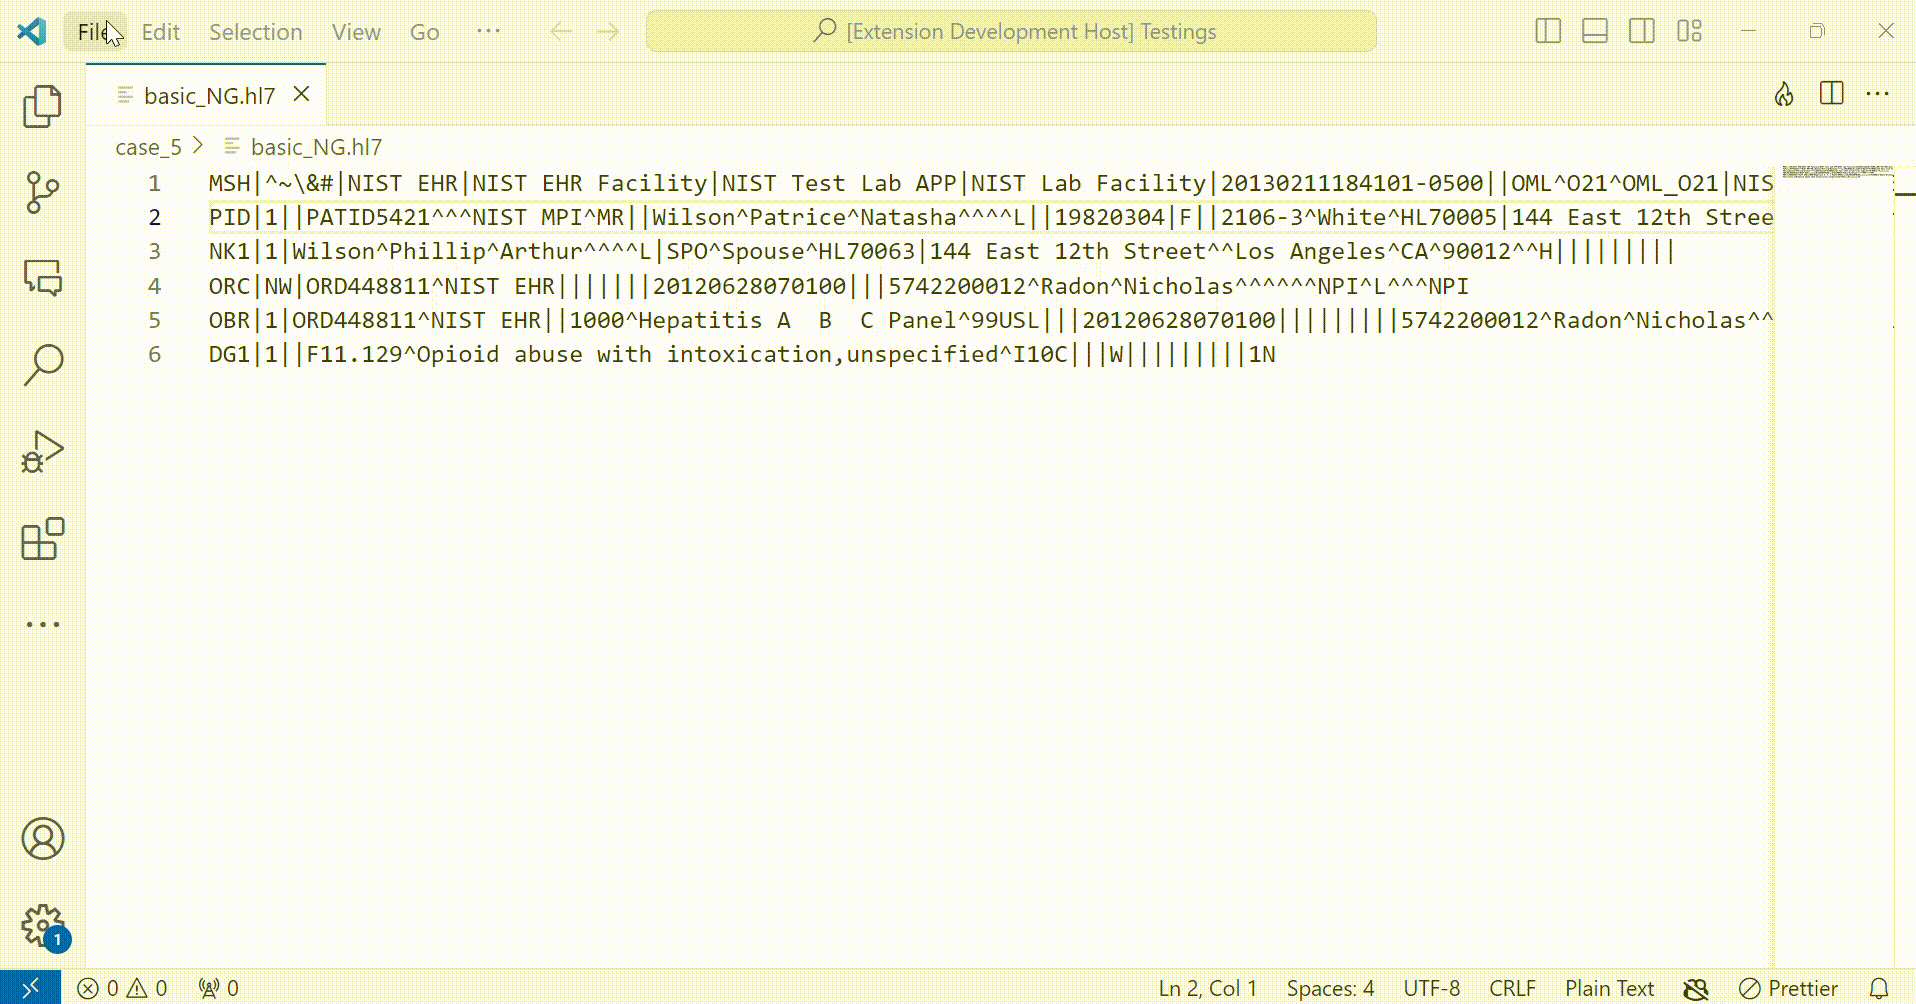 File Edit Selection View Go ··· [Extension Development Host] Testings
basic_NG.hl7
case_5 > basic_NG.hl7
1 MSH|^~\&#|NIST EHR|NIST EHR Facility|NIST Test Lab APP|NIST Lab Facility|20130211184101-0500||OML^O21^OML_O21|NIS
2 PID|1||PATID5421^^^NIST MPI^MR||Wilson^Patrice^Natasha^^^^L||19820304|F||2106-3^White^HL70005|144 East 12th Stree
3 NK1|1|Wilson^Phillip^Arthur^^^^L|SPO^Spouse^HL70063|144 East 12th Street^^Los Angeles^CA^90012^^H|||||||||
4 ORC|NW|ORD448811^NIST EHR|||||||20120628070100|||5742200012^Radon^Nicholas^^^^^^NPI^L^^^NPI
5 OBR|1|ORD448811^NIST EHR||1000^Hepatitis A  B  C Panel^99USL|||20120628070100|||||||||5742200012^Radon^Nicholas^^
6 DG1|1||F11.129^Opioid abuse with intoxication,unspecified^I10C|||W|||||||||1N
1
0 0 0 Ln 2, Col 1 Spaces: 4 UTF-8 CRLF Plain Text Prettier